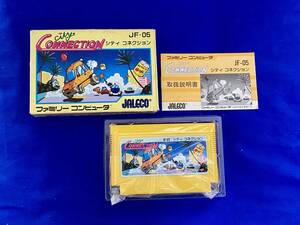 City
CONNECTION
JF-05
シティ コネクション
ファミリー コンピュータ
JALECO
JF-05
CONNECTION
シティ コネクション
取扱説明書
ファミリー コンピュータ
シティ コネクション